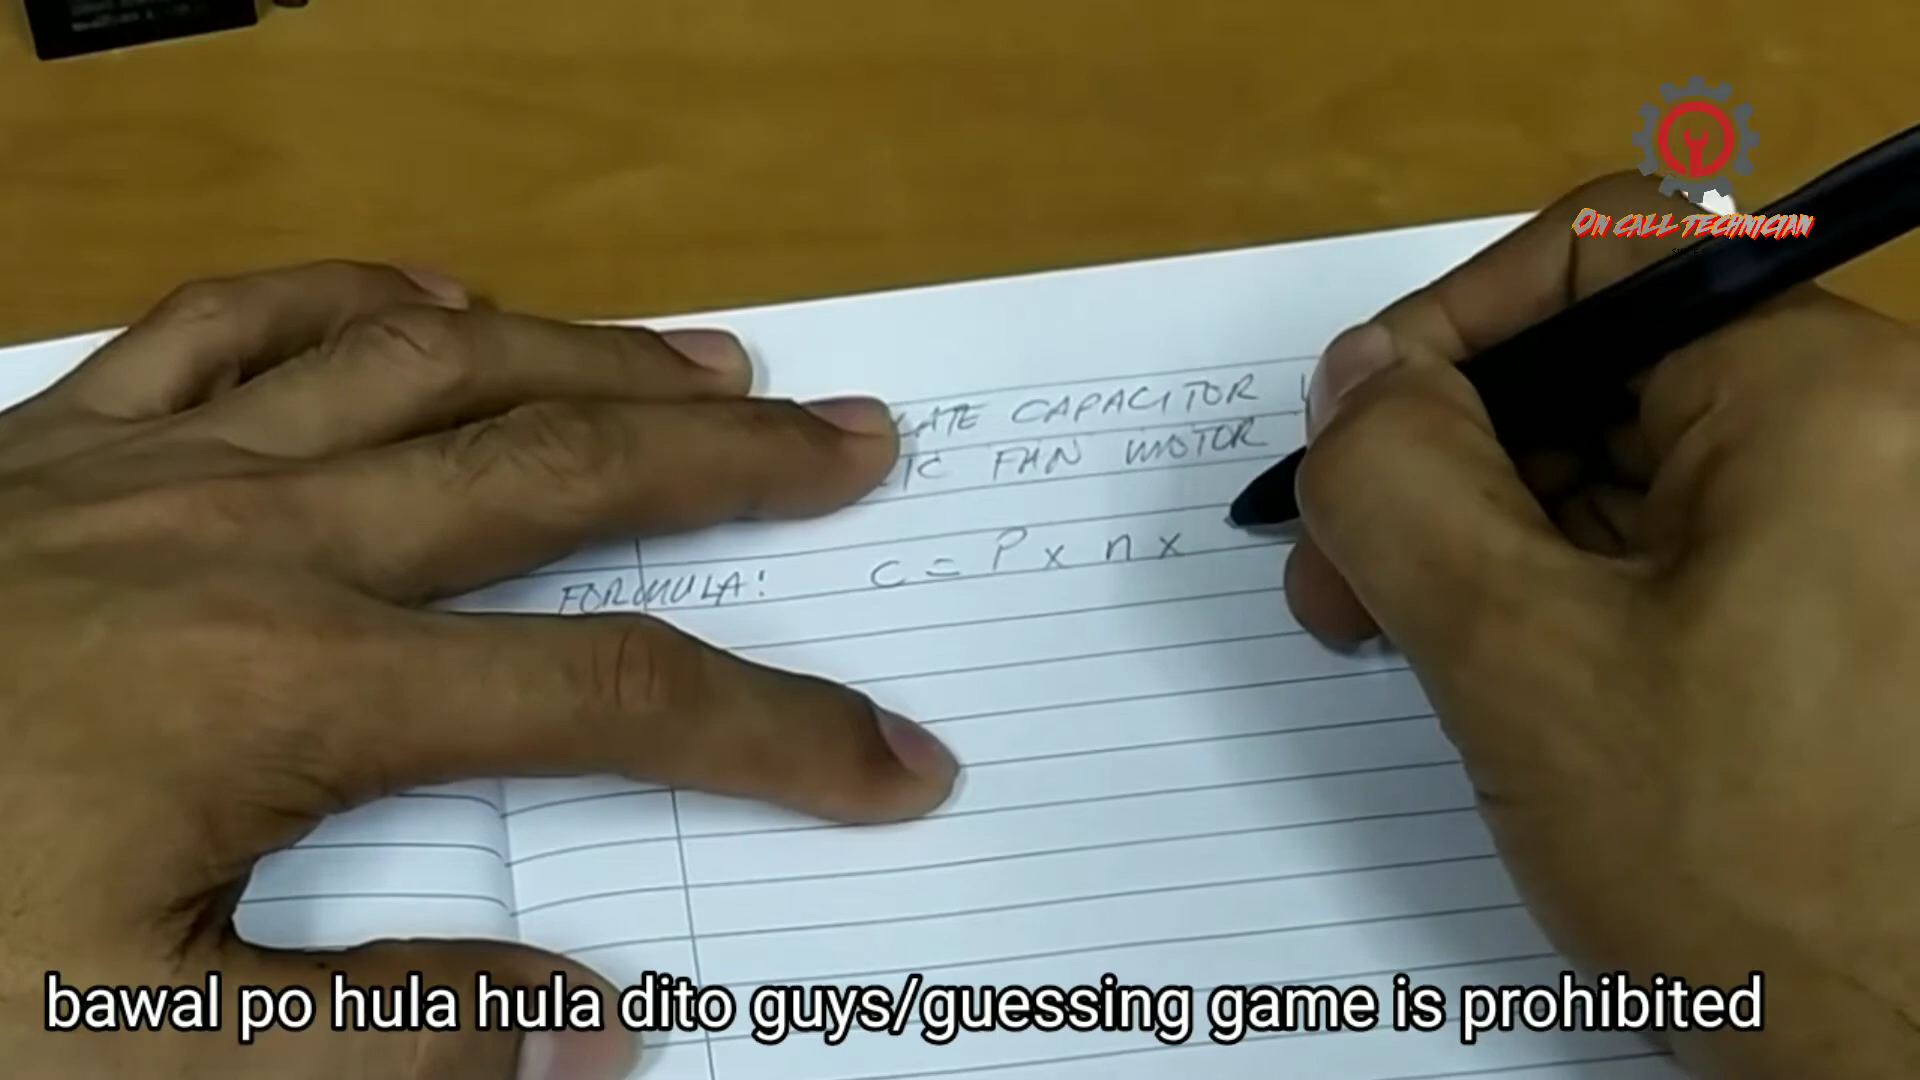 On call technician
CAPACITOR
FAN MOTOR
FORMULA: C = P x n x
bawal po hula hula dito guys/guessing game is prohibited